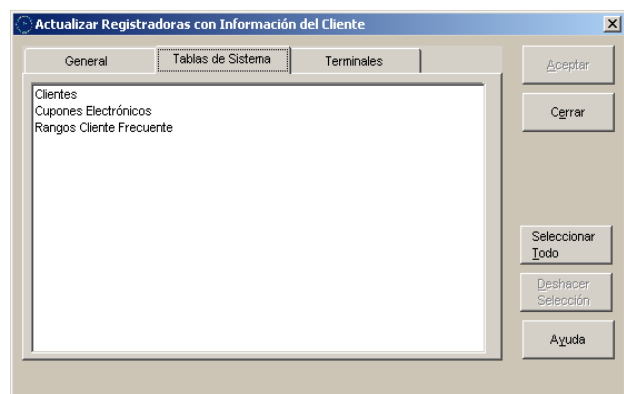 Actualizar Registradoras con Información del Cliente
General
Tablas de Sistema
Terminales
Clientes
Cupones Electrónicos
Rangos Cliente Frecuente
Aceptar
Cerrar
Seleccionar
Todo
Deshacer
Selección
Ayuda